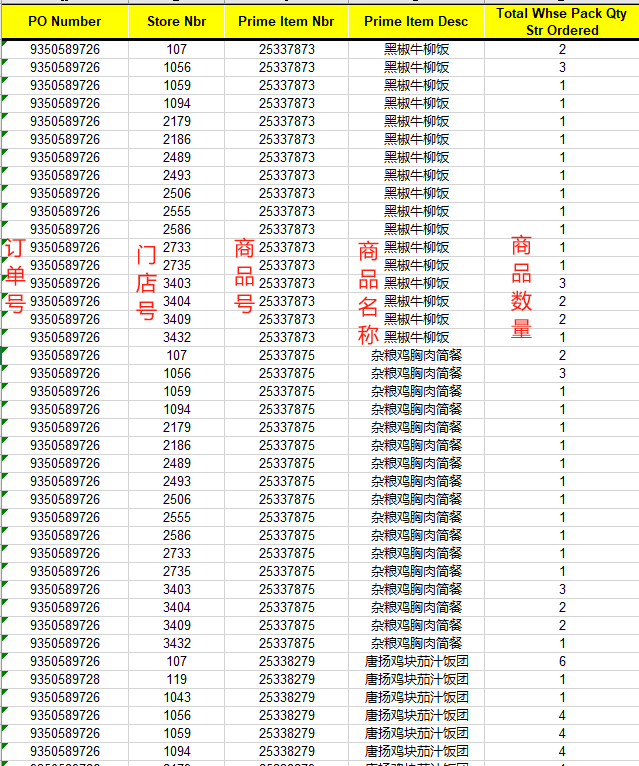 PO Number Store Nbr Prime Item Nbr Prime Item Desc Total Whse Pack Qty Str Ordered
9350589726 107 25337873 黑椒牛柳饭 2
9350589726 1056 25337873 黑椒牛柳饭 3
9350589726 1059 25337873 黑椒牛柳饭 1
9350589726 1094 25337873 黑椒牛柳饭 1
9350589726 2179 25337873 黑椒牛柳饭 1
9350589726 2186 25337873 黑椒牛柳饭 1
9350589726 2489 25337873 黑椒牛柳饭 1
9350589726 2493 25337873 黑椒牛柳饭 1
9350589726 2506 25337873 黑椒牛柳饭 1
9350589726 2555 25337873 黑椒牛柳饭 1
9350589726 2586 25337873 黑椒牛柳饭 1
9350589726 2733 25337873 黑椒牛柳饭 1
9350589726 2735 25337873 黑椒牛柳饭 1
9350589726 3403 25337873 黑椒牛柳饭 3
9350589726 3404 25337873 黑椒牛柳饭 2
9350589726 3409 25337873 黑椒牛柳饭 2
9350589726 3432 25337873 黑椒牛柳饭 1
订单号
门店号
商品号
商品名称
商品数量
9350589726 107 25337875 杂粮鸡胸肉简餐 2
9350589726 1056 25337875 杂粮鸡胸肉简餐 3
9350589726 1059 25337875 杂粮鸡胸肉简餐 1
9350589726 1094 25337875 杂粮鸡胸肉简餐 1
9350589726 2179 25337875 杂粮鸡胸肉简餐 1
9350589726 2186 25337875 杂粮鸡胸肉简餐 1
9350589726 2489 25337875 杂粮鸡胸肉简餐 1
9350589726 2493 25337875 杂粮鸡胸肉简餐 1
9350589726 2506 25337875 杂粮鸡胸肉简餐 1
9350589726 2555 25337875 杂粮鸡胸肉简餐 1
9350589726 2586 25337875 杂粮鸡胸肉简餐 1
9350589726 2733 25337875 杂粮鸡胸肉简餐 1
9350589726 2735 25337875 杂粮鸡胸肉简餐 1
9350589726 3403 25337875 杂粮鸡胸肉简餐 3
9350589726 3404 25337875 杂粮鸡胸肉简餐 2
9350589726 3409 25337875 杂粮鸡胸肉简餐 2
9350589726 3432 25337875 杂粮鸡胸肉简餐 1
9350589726 107 25338279 唐扬鸡块茄汁饭团 6
9350589728 119 25338279 唐扬鸡块茄汁饭团 1
9350589726 1043 25338279 唐扬鸡块茄汁饭团 1
9350589726 1056 25338279 唐扬鸡块茄汁饭团 4
9350589726 1059 25338279 唐扬鸡块茄汁饭团 4
9350589726 1094 25338279 唐扬鸡块茄汁饭团 4